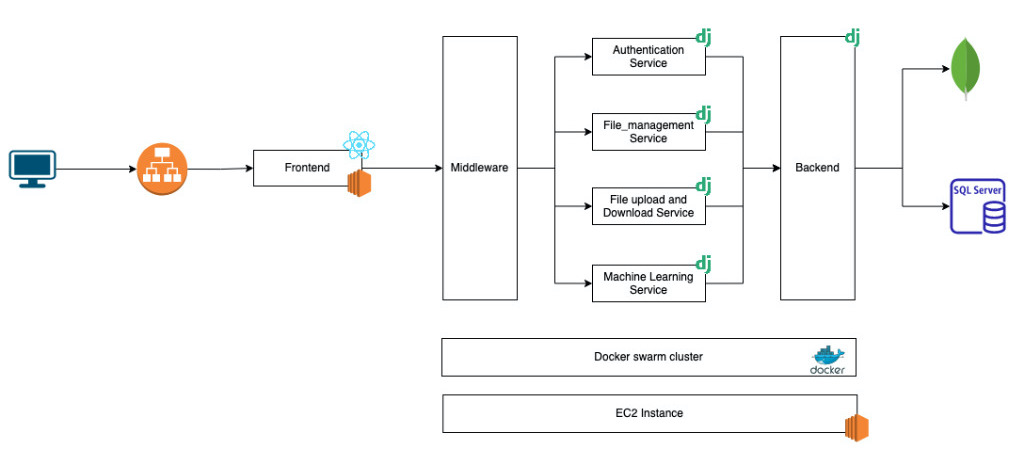 dj
dj
Authentication
Service
dj
File_management
Service
Frontend
Middleware
Backend
dj
File upload and
Download Service
SQL Server
dj
Machine Learning
Service
Docker swarm cluster
docker
EC2 Instance